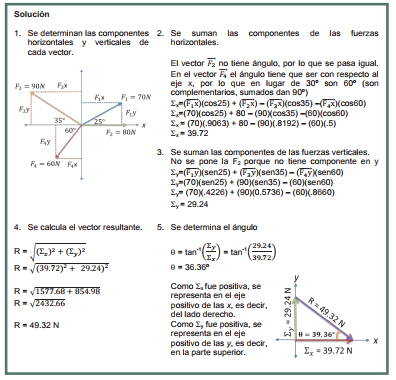 Solución
1. Se determinan las componentes
horizontales y verticales de
cada vector.
F₃ = 90N
F₃x
F₁x
F₁ = 70N
F₃y
F₁y
35°
25°
x
60°
F₂ = 80N
F₄y
F₄ = 60N
F₄x
2. Se suman las componentes de las fuerzas
horizontales.
El vector F₂ no tiene ángulo, por lo que se pasa igual.
En el vector F₄ el ángulo tiene que ser con respecto al
eje x, por lo que en lugar de 30° son 60° (son
complementarios, sumados dan 90°)
Σₓ=(F₁x)(cos25) + (F₂x) – (F₃x)(cos35) –(F₄x)(cos60)
Σₓ=(70)(cos25) + 80 – (90)(cos35) –(60)(cos60)
Σₓ = (70)(.9063) + 80 – (90)(.8192) – (60)(.5)
Σₓ = 39.72
3. Se suman las componentes de las fuerzas verticales.
No se pone la F₂ porque no tiene componente en y
Σᵧ=(F₁y)(sen25) + (F₃y)(sen35) – (F₄y)(sen60)
Σᵧ=(70)(sen25) + (90)(sen35) – (60)(sen60)
Σᵧ = (70)(.4226) + (90)(0.5736) – (60)(.8660)
Σᵧ = 29.24
4. Se calcula el vector resultante.
R = √(Σₓ)² + (Σᵧ)²
R = √(39.72)² + 29.24)²
R = √1577.68 + 854.98
R = √2432.66
R = 49.32 N
5. Se determina el ángulo
θ = tan⁻¹(Σᵧ/Σₓ) = tan⁻¹(29.24/39.72)
θ = 36.36°
Como Σₓ fue positiva, se
representa en el eje
positivo de las x, es decir,
del lado derecho.
Como Σᵧ fue positiva, se
representa en el eje
positivo de las y, es decir,
en la parte superior.
y
Σᵧ = 29.24 N
R = 49.32 N
θ = 39.36°
x
Σₓ = 39.72 N